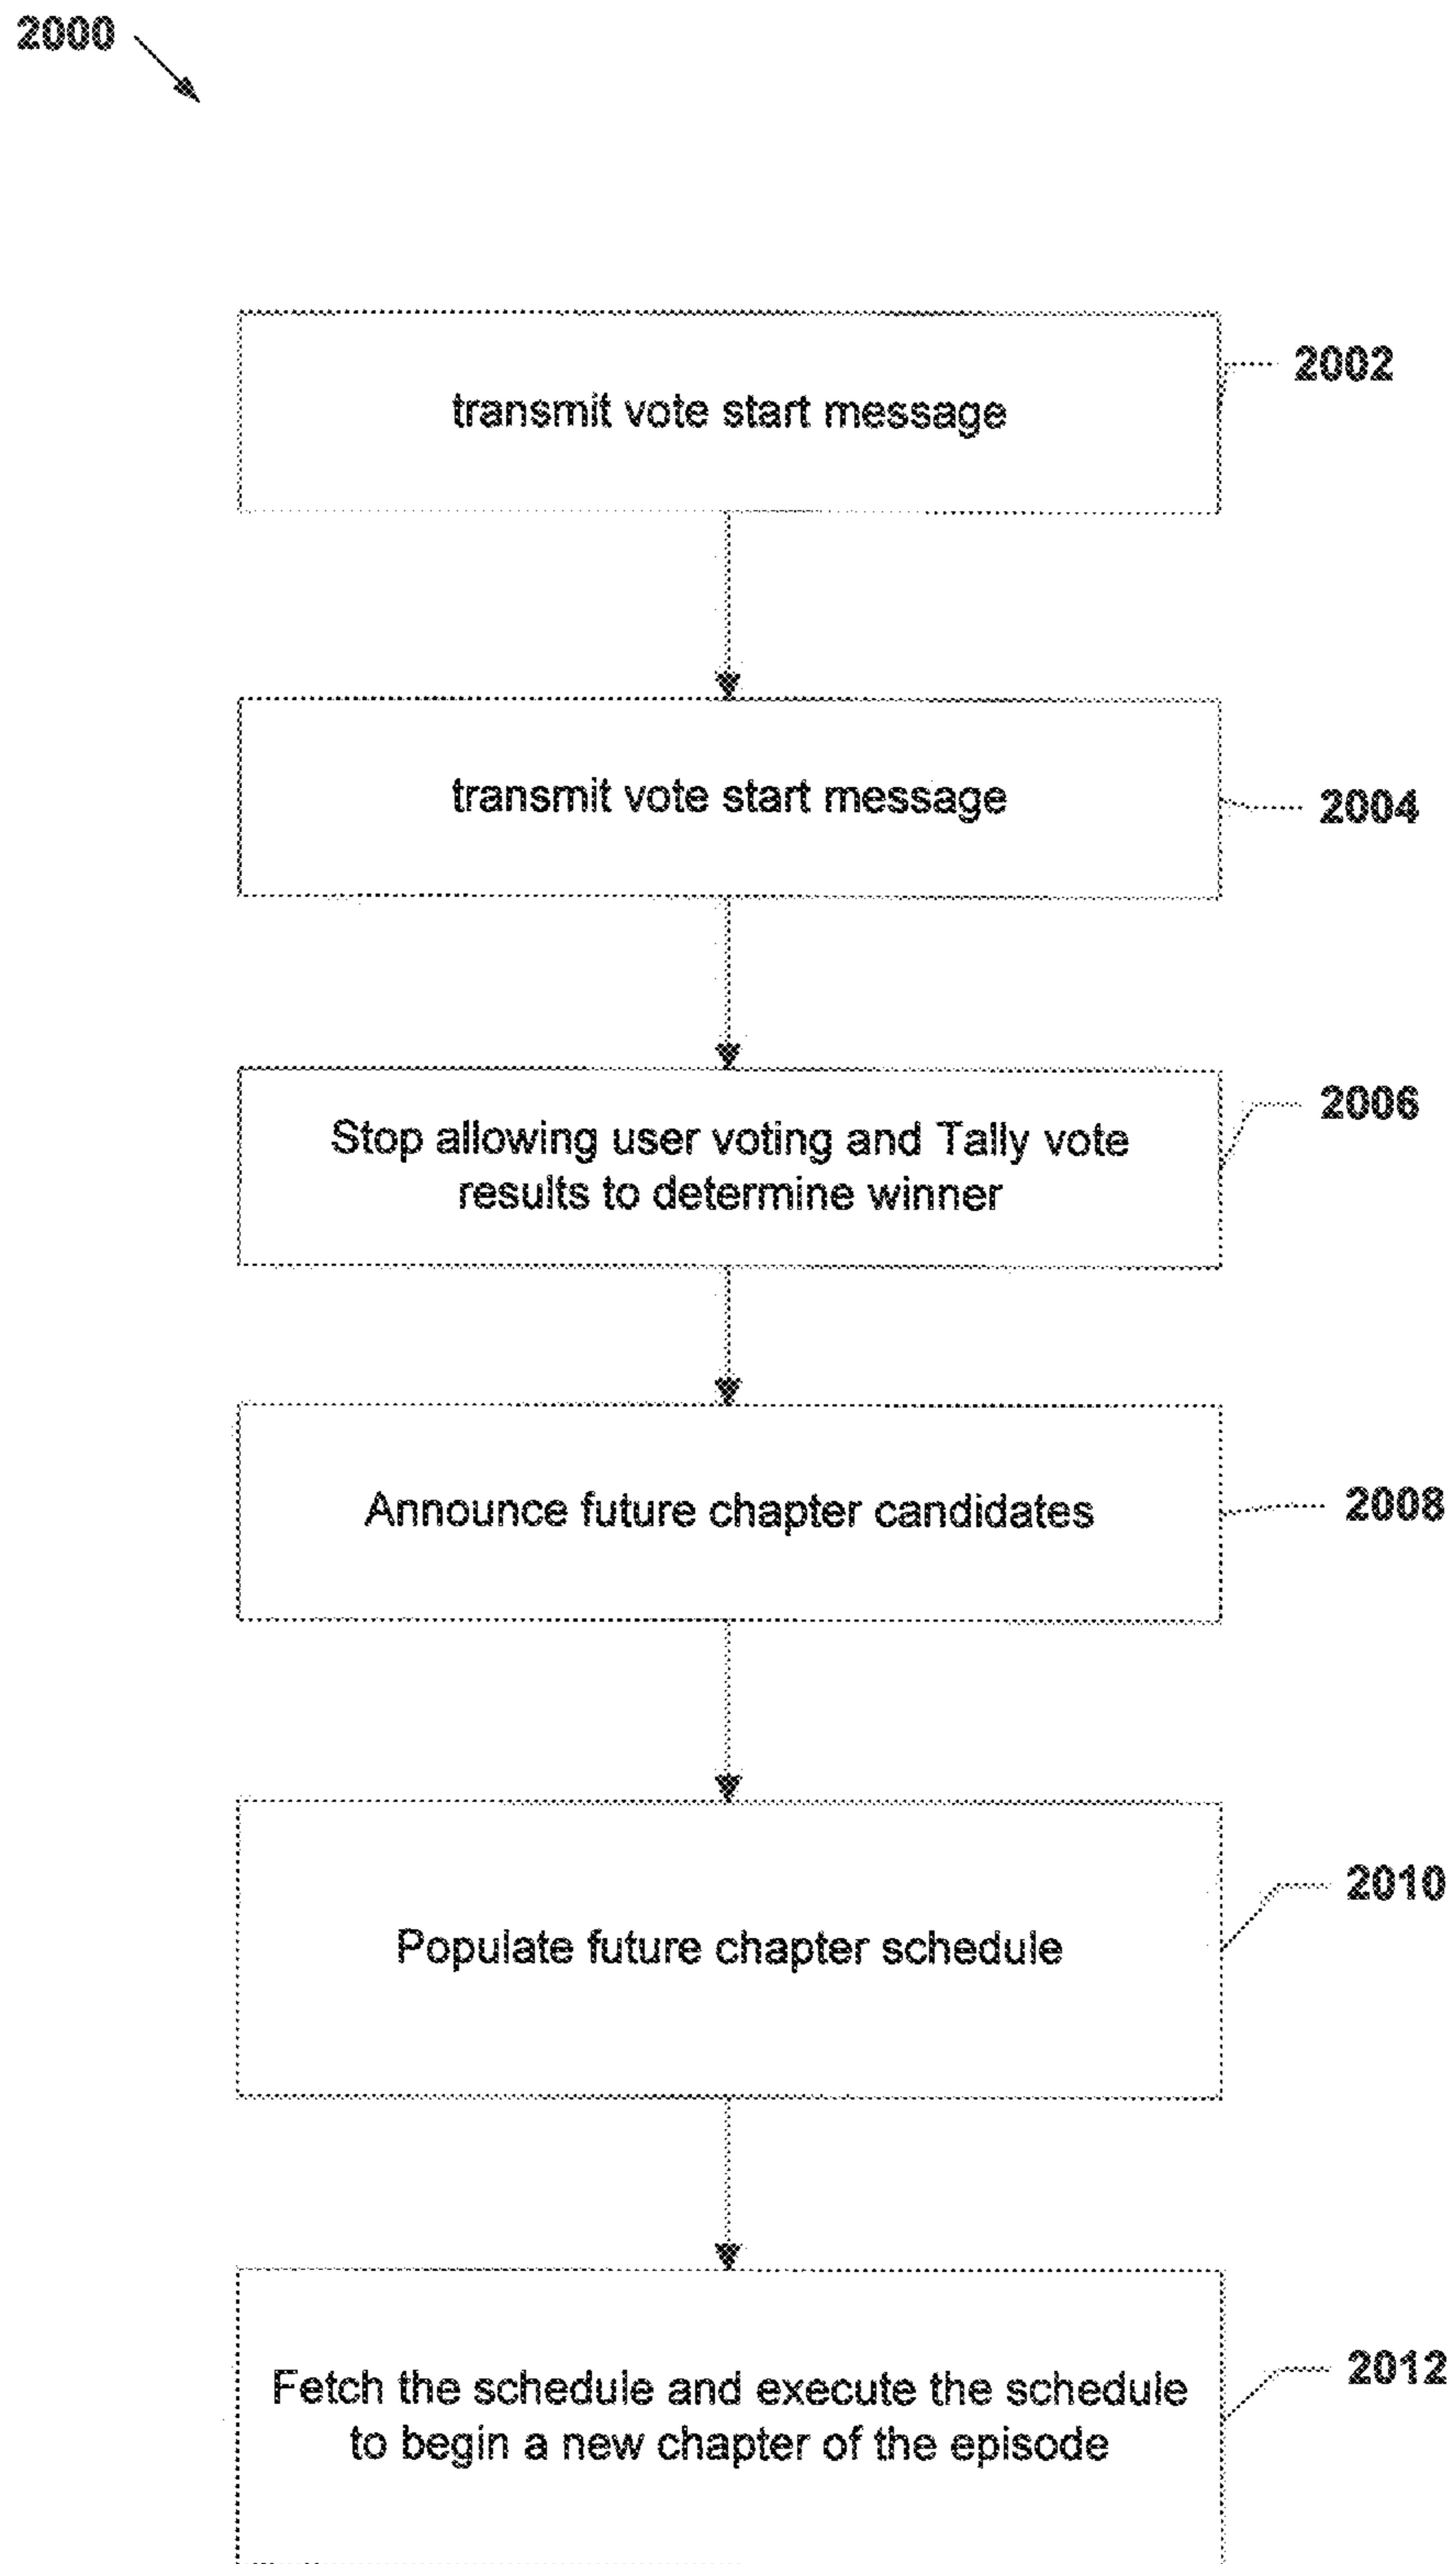 2000
transmit vote start message
2002
transmit vote start message
2004
Stop allowing user voting and Tally vote
results to determine winner
2006
Announce future chapter candidates
2008
Populate future chapter schedule
2010
Fetch the schedule and execute the schedule
to begin a new chapter of the episode
2012